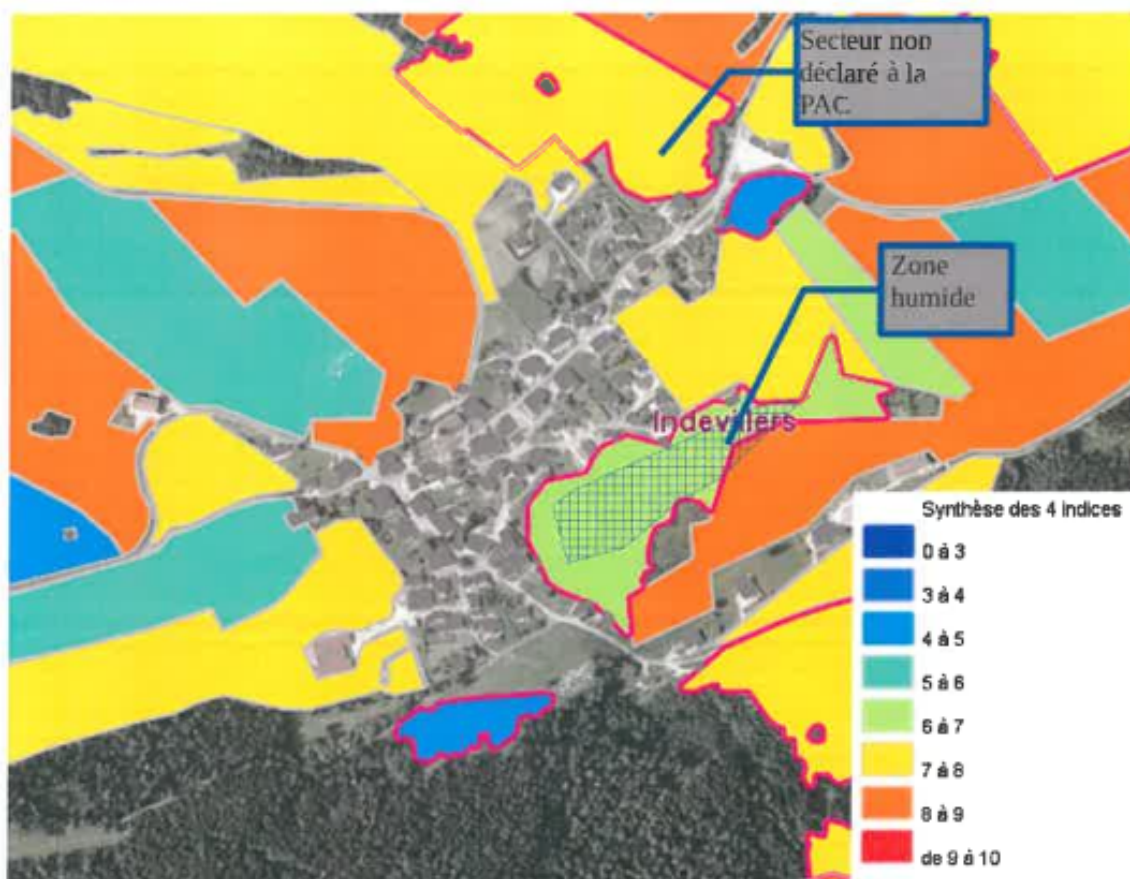 Secteur non
déclaré à la
PAC.
Zone
humide
Indevillers
Synthèse des 4 indices
0 à 3
3 à 4
4 à 5
5 à 6
6 à 7
7 à 8
8 à 9
de 9 à 10